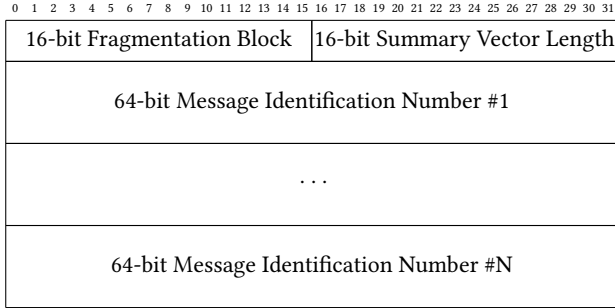 0 1 2 3 4 5 6 7 8 9 10 11 12 13 14 15 16 17 18 19 20 21 22 23 24 25 26 27 28 29 30 31
16-bit Fragmentation Block 16-bit Summary Vector Length
64-bit Message Identification Number #1
. . .
64-bit Message Identification Number #N